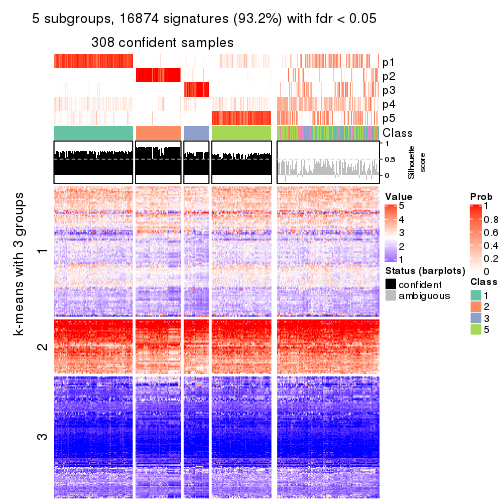 5 subgroups, 16874 signatures (93.2%) with fdr < 0.05
308 confident samples
p1
p2
p3
p4
p5
Class
1
0.5
0
Silhouette
score
k-means with 3 groups
1
2
3
Value
5
4
3
2
1
Status (barplots)
confident
ambiguous
Prob
1
0.8
0.6
0.4
0.2
0
Class
1
2
3
5